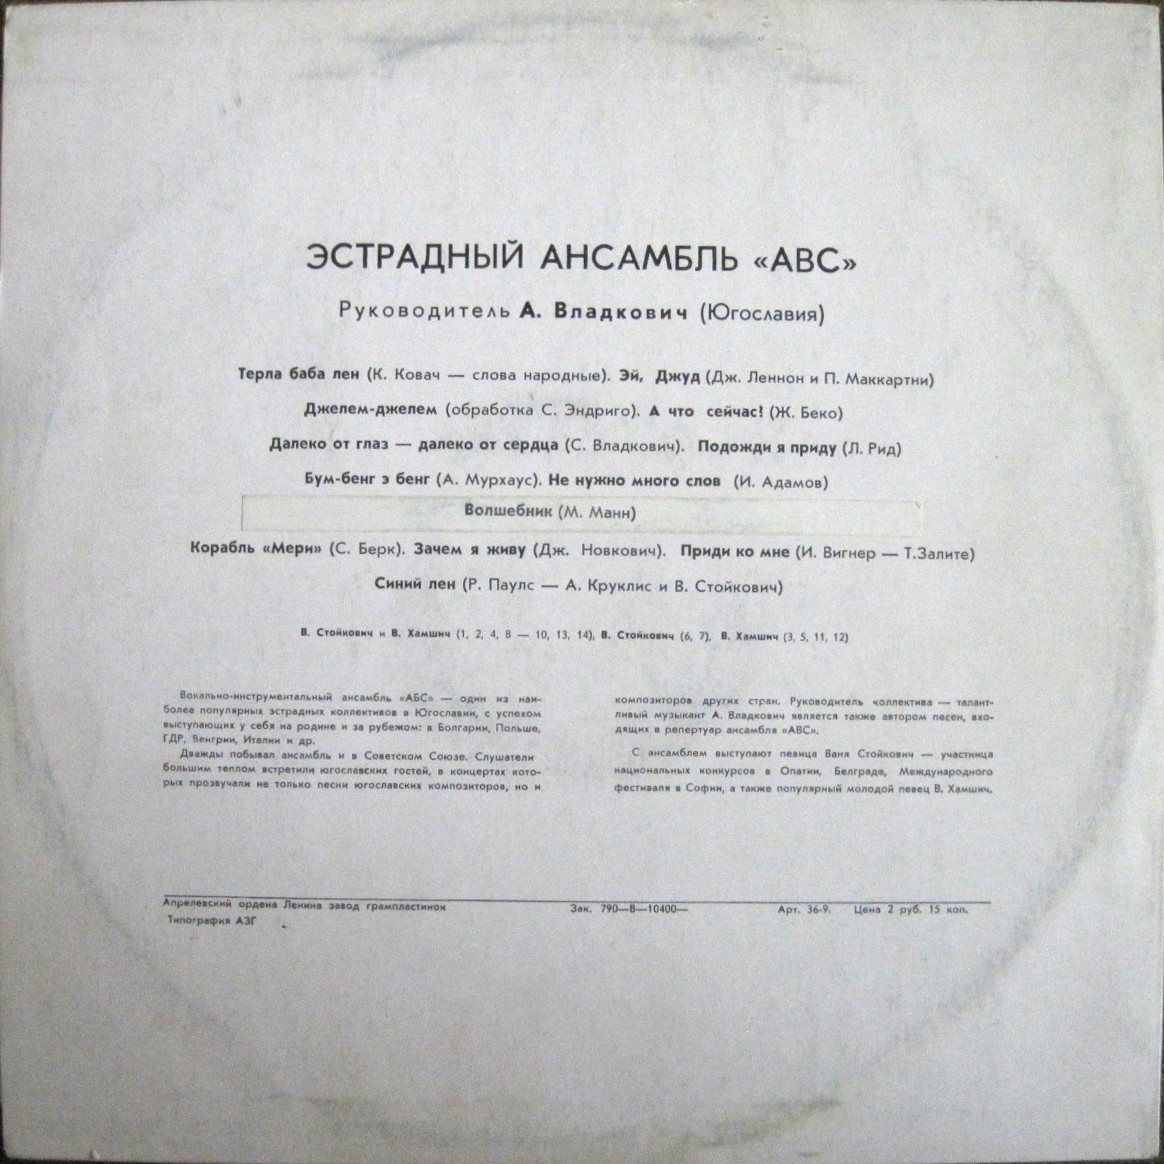 ЭСТРАДНЫЙ АНСАМБЛЬ «АВС»
Руководитель А. Владкович (Югославия)
Терла баба лен (К. Ковач — слова народные). Эй, Джуд (Дж. Леннон и П. Маккартни)
Джелем-джелем (обработка С. Эндриго). А что сейчас! (Ж. Беко)
Далеко от глаз — далеко от сердца (С. Владкович). Подожди я приду (Л. Рид)
Бум-бенг э бенг (А. Мурхаус). Не нужно много слов (И. Адамов)
Волшебник (М. Манн)
Корабль «Мери» (С. Берк). Зачем я живу (Дж. Новкович). Приди ко мне (И. Вигнер — Т.Залите)
Синий лен (Р. Паулс — А. Круклис и В. Стойкович)
В. Стойкович и В. Хамшич (1, 2, 4, 8 — 10, 13, 14), В. Стойкович (6, 7), В. Хамшич (3, 5, 11, 12)
Вокально-инструментальный ансамбль «АБС» — один из наи-
более популярных эстрадных коллективов в Югославии, с успехом
выступающих у себя на родине и за рубежом: в Болгарии, Польше,
ГДР, Венгрии, Италии и др.
Дважды побывал ансамбль и в Советском Союзе. Слушатели
большим теплом встретили югославских гостей, в концертах кото-
рых прозвучали не только песни югославских композиторов, но и
композиторов других стран. Руководитель коллектива — талант-
ливый музыкант А. Владкович является также автором песен, вхо-
дящих в репертуар ансамбля «АВС».
С ансамблем выступают певица Ваня Стойкович — участница
национальных конкурсов в Опатии, Белграде, Международного
фестиваля в Софии, а также популярный молодой певец В. Хамшич.
Апрелевский ордена Ленина завод грампластинок Зак. 790—В—10400— Арт. 36-9. Цена 2 руб. 15 коп.
Типография АЗГ